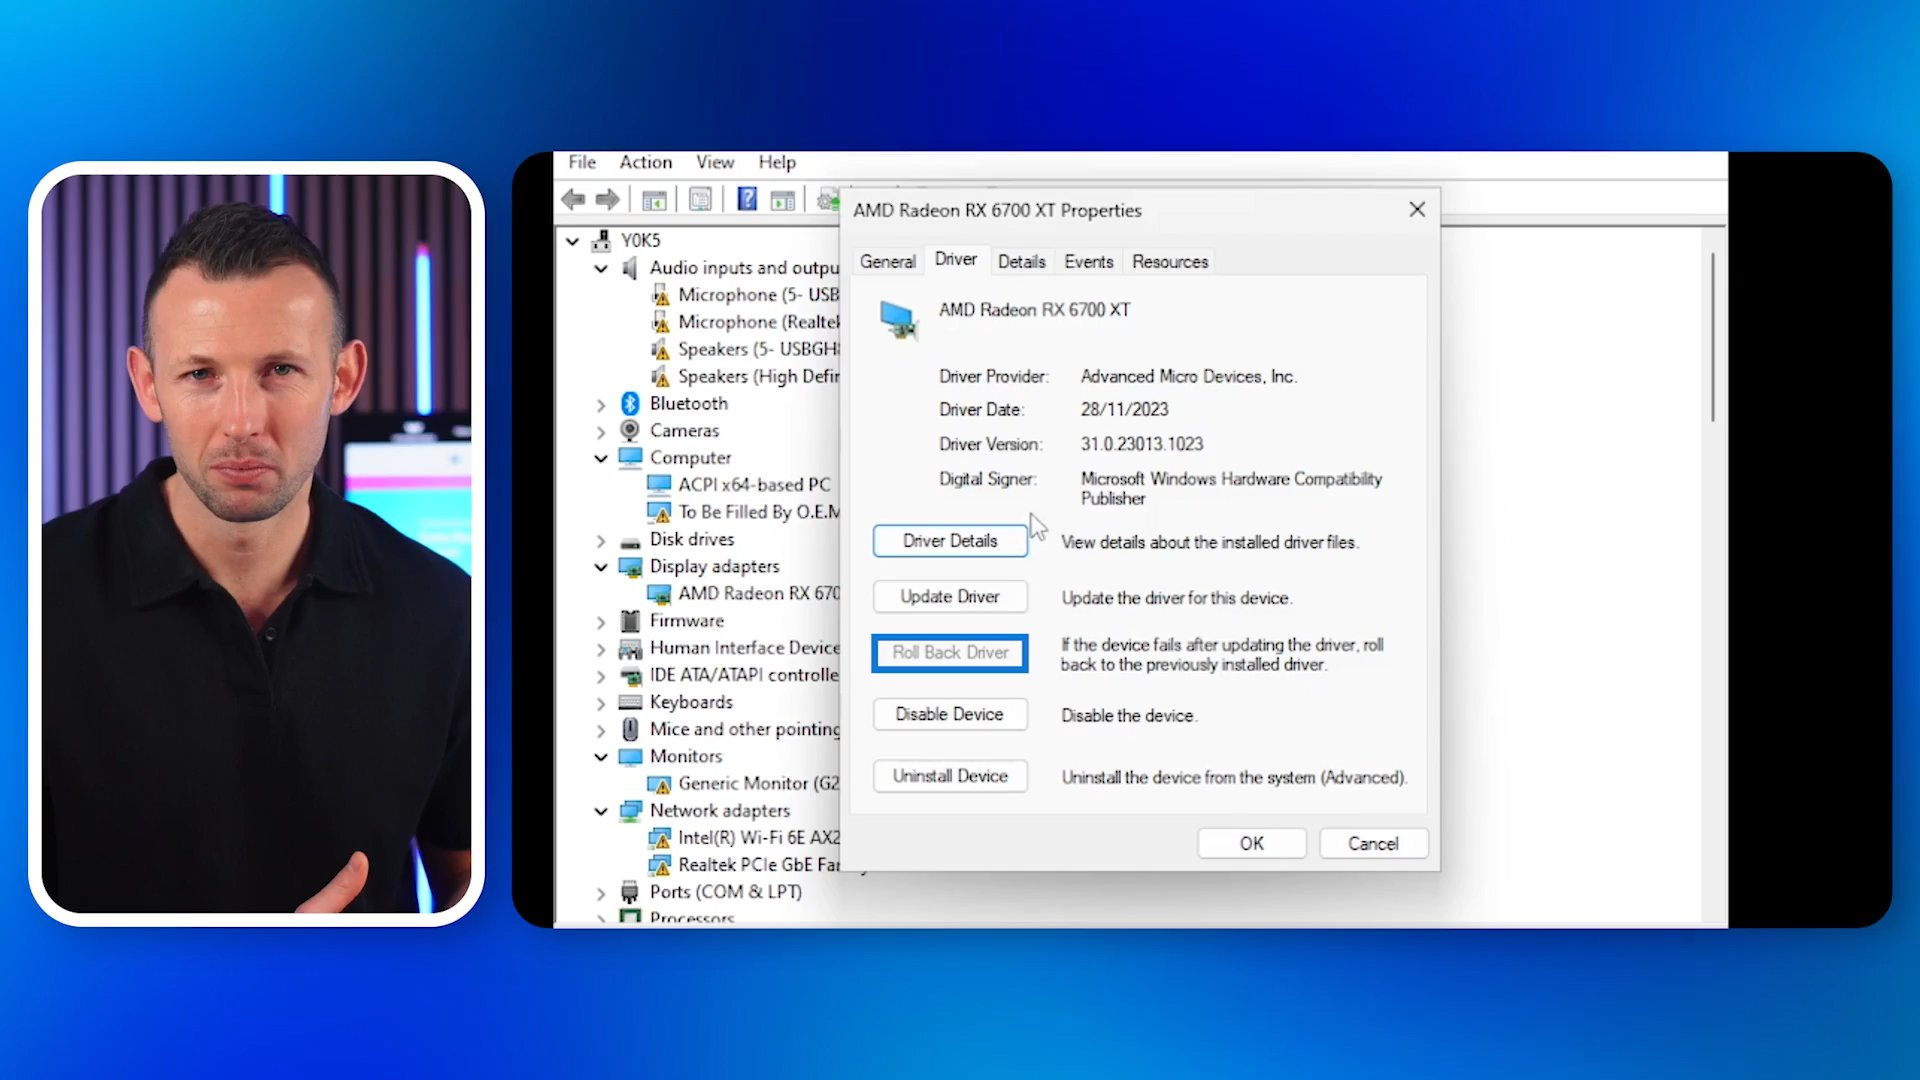 File Action View Help
AMD Radeon RX 6700 XT Properties
General Driver Details Events Resources
Y0K5
Audio inputs and outpu
Microphone (5- USB
Microphone (Realtek
Speakers (5- USBGH
Speakers (High Defir
Bluetooth
Cameras
Computer
ACPI x64-based PC
To Be Filled By O.E.M
Disk drives
Display adapters
AMD Radeon RX 670
Firmware
Human Interface Device
IDE ATA/ATAPI controlle
Keyboards
Mice and other pointing
Monitors
Generic Monitor (G2
Network adapters
Intel(R) Wi-Fi 6E AX2
Realtek PCIe GbE Far
Ports (COM & LPT)
Processors
AMD Radeon RX 6700 XT
Driver Provider: Advanced Micro Devices, Inc.
Driver Date: 28/11/2023
Driver Version: 31.0.23013.1023
Digital Signer: Microsoft Windows Hardware Compatibility
Publisher
Driver Details View details about the installed driver files.
Update Driver Update the driver for this device.
Roll Back Driver If the device fails after updating the driver, roll
back to the previously installed driver.
Disable Device Disable the device.
Uninstall Device Uninstall the device from the system (Advanced).
OK Cancel